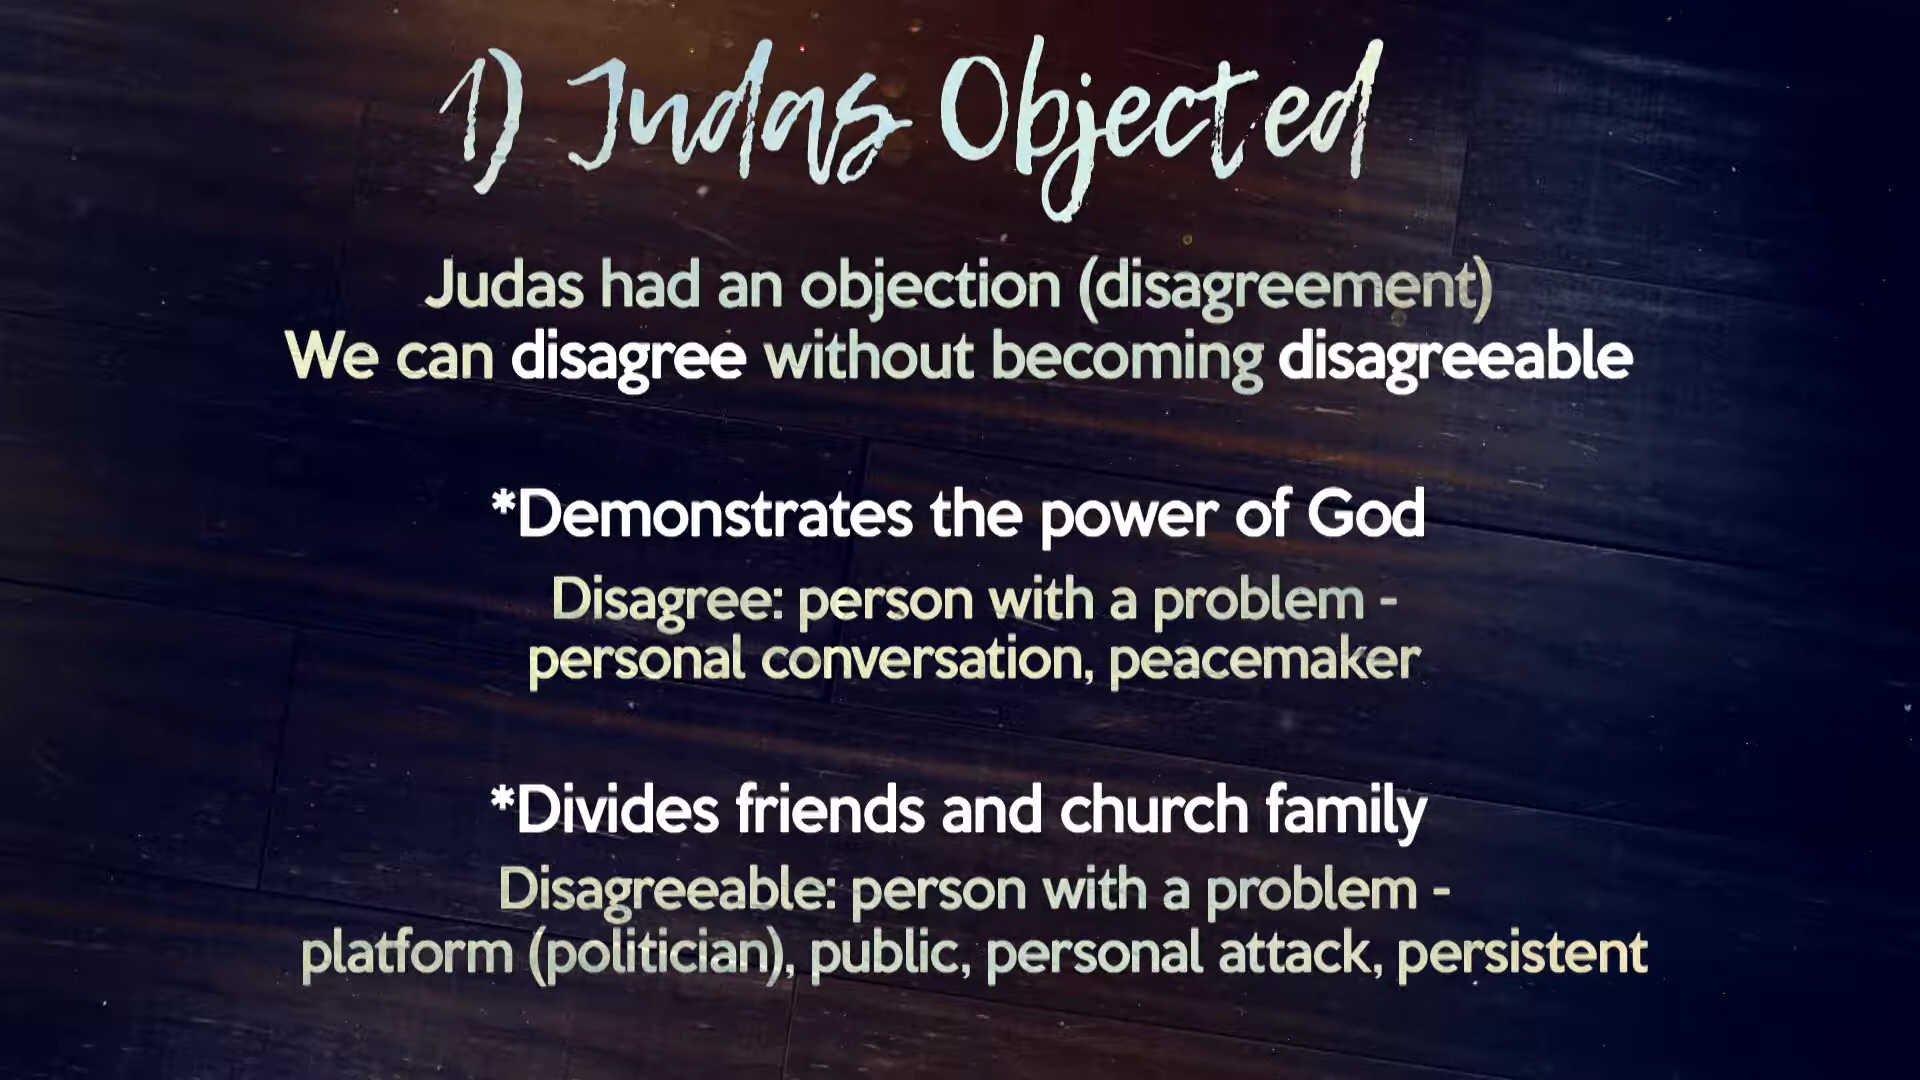 1) Judas Objected
Judas had an objection (disagreement)
We can disagree without becoming disagreeable
*Demonstrates the power of God
Disagree: person with a problem -
personal conversation, peacemaker
*Divides friends and church family
Disagreeable: person with a problem -
platform (politician), public, personal attack, persistent